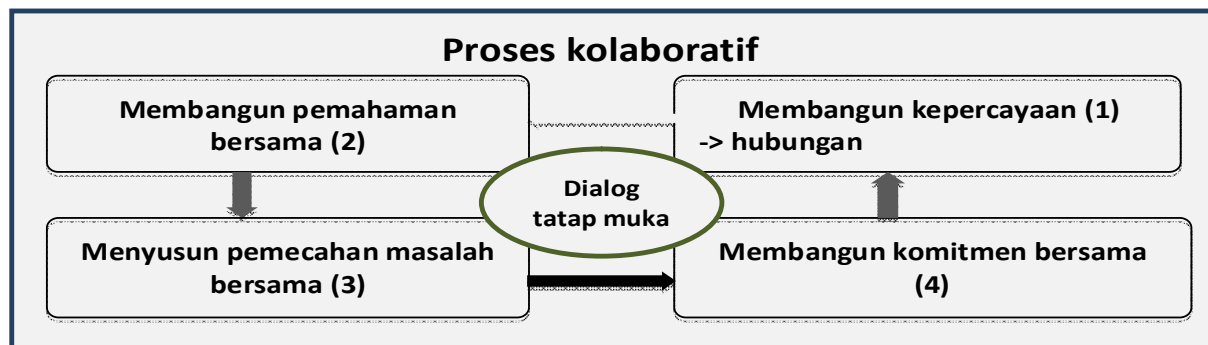 Proses kolaboratif
Membangun pemahaman
bersama (2)
Membangun kepercayaan (1)
-> hubungan
Dialog
tatap muka
Menyusun pemecahan masalah
bersama (3)
Membangun komitmen bersama
(4)